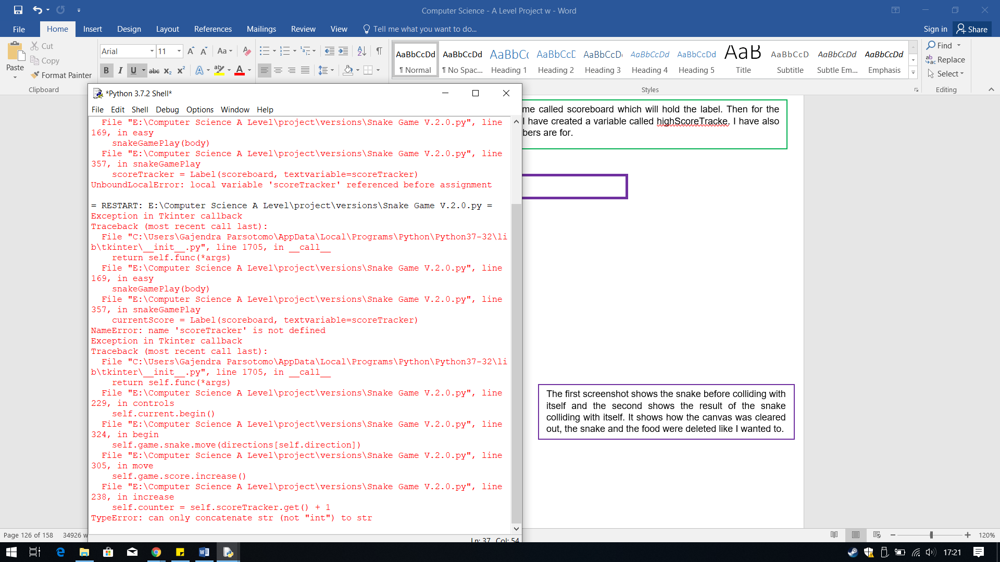 Computer Science - A Level Project w - Word
File Home Insert Design Layout References Mailings Review View Tell me what you want to do... Sign in Share
Paste
Cut
Copy
Format Painter
Clipboard
Arial 11
AaBbCcDd AaBbCcDd AaBbCc AaBbCcD AaBbCcDc AaBbCcDd AaBbCcDd AaB AaBbCcD AaBbCcDd AaBbCcDd
¶ Normal ¶ No Spac... Heading 1 Heading 2 Heading 3 Heading 4 Heading 5 Title Subtitle Subtle Em... Emphasis
Styles
Find
Replace
Select
Editing
*Python 3.7.2 Shell*
File Edit Shell Debug Options Window Help
File "E:\Computer Science A Level\project\versions\Snake Game V.2.0.py", line
169, in easy
snakeGamePlay(body)
File "E:\Computer Science A Level\project\versions\Snake Game V.2.0.py", line
357, in snakeGamePlay
scoreTracker = Label(scoreboard, textvariable=scoreTracker)
UnboundLocalError: local variable 'scoreTracker' referenced before assignment
= RESTART: E:\Computer Science A Level\project\versions\Snake Game V.2.0.py =
Exception in Tkinter callback
Traceback (most recent call last):
File "C:\Users\Gajendra Parsotomo\AppData\Local\Programs\Python\Python37-32\li
b\tkinter\__init__.py", line 1705, in __call__
return self.func(*args)
File "E:\Computer Science A Level\project\versions\Snake Game V.2.0.py", line
169, in easy
snakeGamePlay(body)
File "E:\Computer Science A Level\project\versions\Snake Game V.2.0.py", line
357, in snakeGamePlay
currentScore = Label(scoreboard, textvariable=scoreTracker)
NameError: name 'scoreTracker' is not defined
Exception in Tkinter callback
Traceback (most recent call last):
File "C:\Users\Gajendra Parsotomo\AppData\Local\Programs\Python\Python37-32\li
b\tkinter\__init__.py", line 1705, in __call__
return self.func(*args)
File "E:\Computer Science A Level\project\versions\Snake Game V.2.0.py", line
229, in controls
self.current.begin()
File "E:\Computer Science A Level\project\versions\Snake Game V.2.0.py", line
324, in begin
self.game.snake.move(directions[self.direction])
File "E:\Computer Science A Level\project\versions\Snake Game V.2.0.py", line
305, in move
self.game.score.increase()
File "E:\Computer Science A Level\project\versions\Snake Game V.2.0.py", line
238, in increase
self.counter = self.scoreTracker.get() + 1
TypeError: can only concatenate str (not "int") to str
Ln: 37 Col: 54
me called scoreboard which will hold the label. Then for the
I have created a variable called highScoreTracke. I have also
bers are for.
The first screenshot shows the snake before colliding with
itself and the second shows the result of the snake
colliding with itself. It shows how the canvas was cleared
out, the snake and the food were deleted like I wanted to.
Page 126 of 158 34926 w
120%
17:21